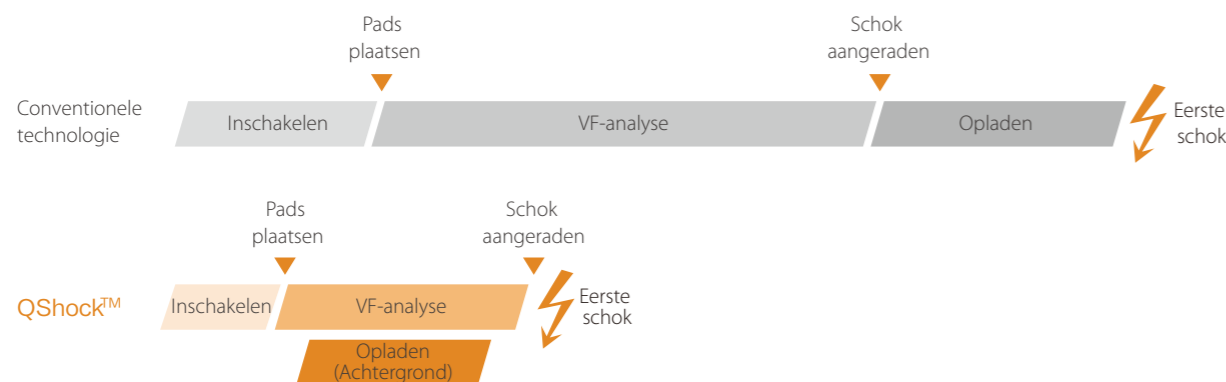 Pads
plaatsen
Schok
aangeraden
Conventionele
technologie
Inschakelen
VF-analyse
Opladen
Eerste
schok
Pads
plaatsen
Schok
aangeraden
QShock™
Inschakelen
VF-analyse
Eerste
schok
Opladen
(Achtergrond)